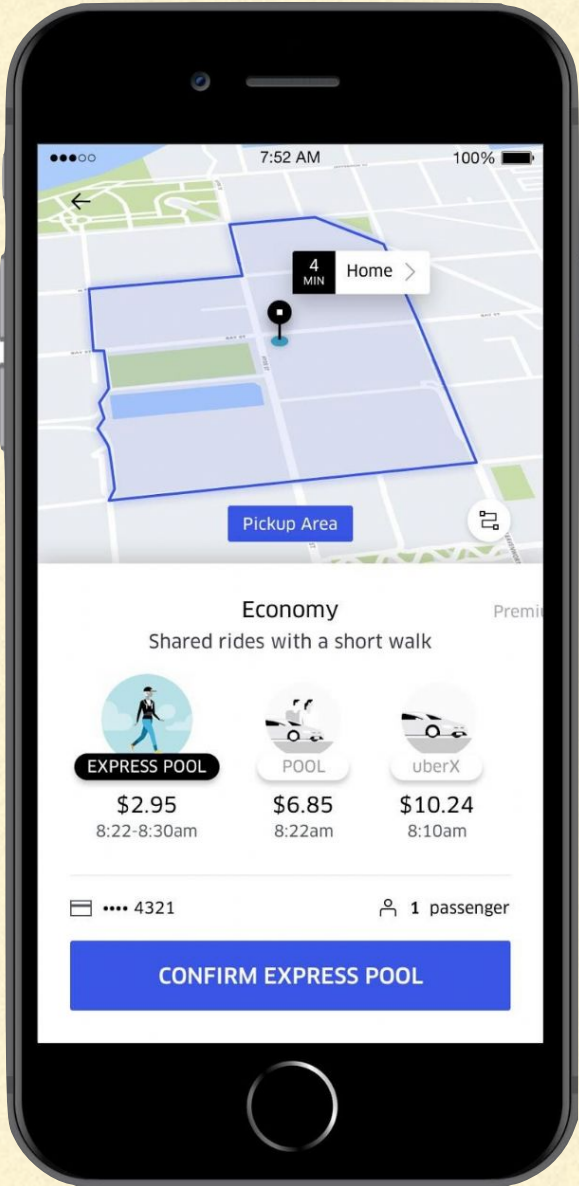 7:52 AM
100%
4
MIN
Home
Pickup Area
Economy
Premi
Shared rides with a short walk
EXPRESS POOL
POOL
uberX
$2.95
$6.85
$10.24
8:22-8:30am
8:22am
8:10am
•••• 4321
1 passenger
CONFIRM EXPRESS POOL